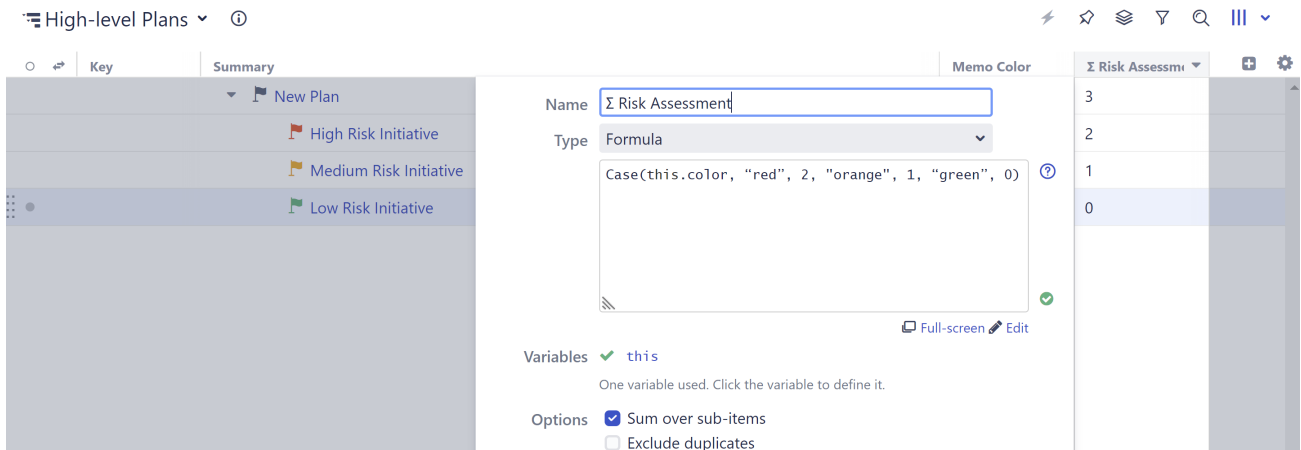 High-level Plans
Key Summary Memo Color Σ Risk Assessm
New Plan 3
High Risk Initiative 2
Medium Risk Initiative 1
Low Risk Initiative 0
Name Σ Risk Assessment
Type Formula
Case(this.color, “red”, 2, "orange", 1, “green”, 0)
Full-screen Edit
Variables this
One variable used. Click the variable to define it.
Options Sum over sub-items
Exclude duplicates